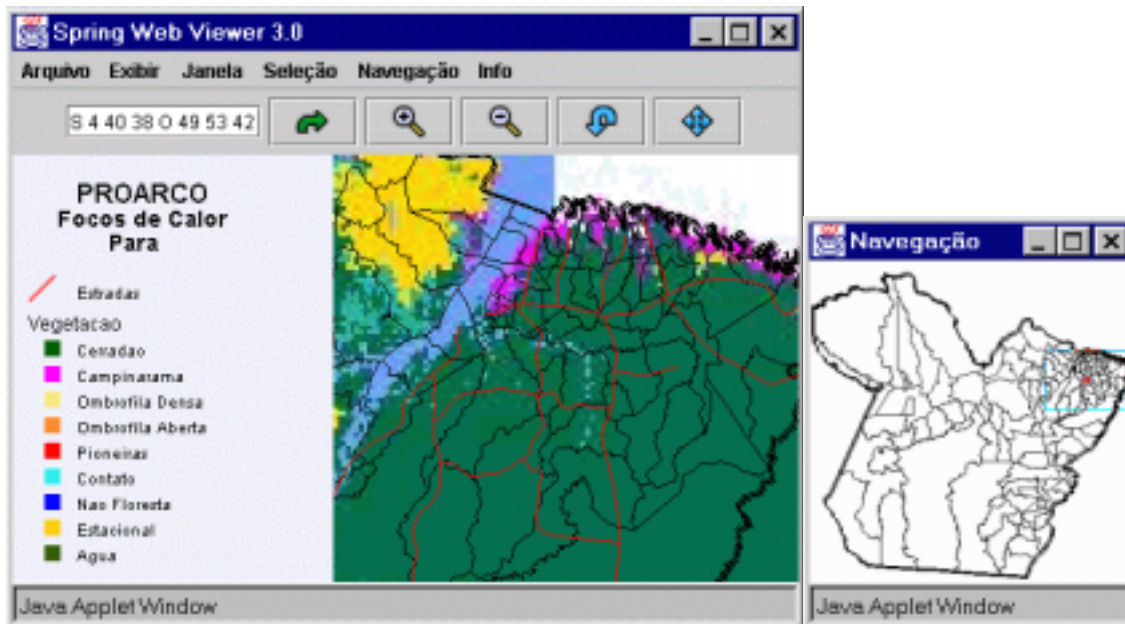 Spring Web Viewer 3.0
Arquivo Exibir Janela Seleção Navegação Info
S 4 40 38 O 49 53 42
PROARCO
Focos de Calor
Para
Estradas
Vegetacao
Cerradao
Campinarama
Ombrofila Densa
Ombrofila Aberta
Pioneiras
Contato
Nao Floresta
Estacional
Agua
Java Applet Window
Navegação
Java Applet Window